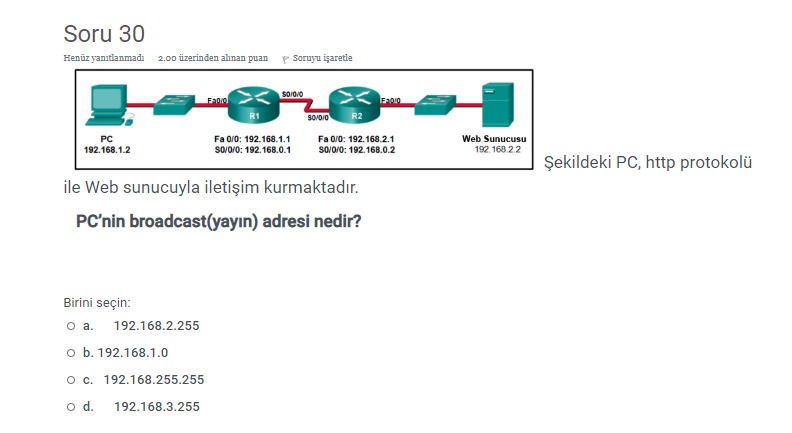 Soru 30
Henüz yanıtlanmadı 2.00 üzerinden alınan puan Soruyu işaretle
Fa0/0 S0/0/0 S0/0/0 Fa0/0
R1 R2
PC Fa 0/0: 192.168.1.1 Fa 0/0: 192.168.2.1 Web Sunucusu
192.168.1.2 S0/0/0: 192.168.0.1 S0/0/0: 192.168.0.2 192.168.2.2
Şekildeki PC, http protokolü
ile Web sunucuyla iletişim kurmaktadır.
PC’nin broadcast(yayın) adresi nedir?
Birini seçin:
a. 192.168.2.255
b. 192.168.1.0
c. 192.168.255.255
d. 192.168.3.255